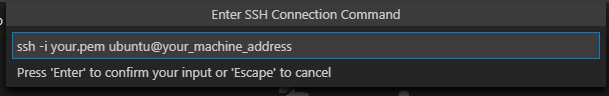 Enter SSH Connection Command
ssh -i your.pem ubuntu@your_machine_address
Press 'Enter' to confirm your input or 'Escape' to cancel